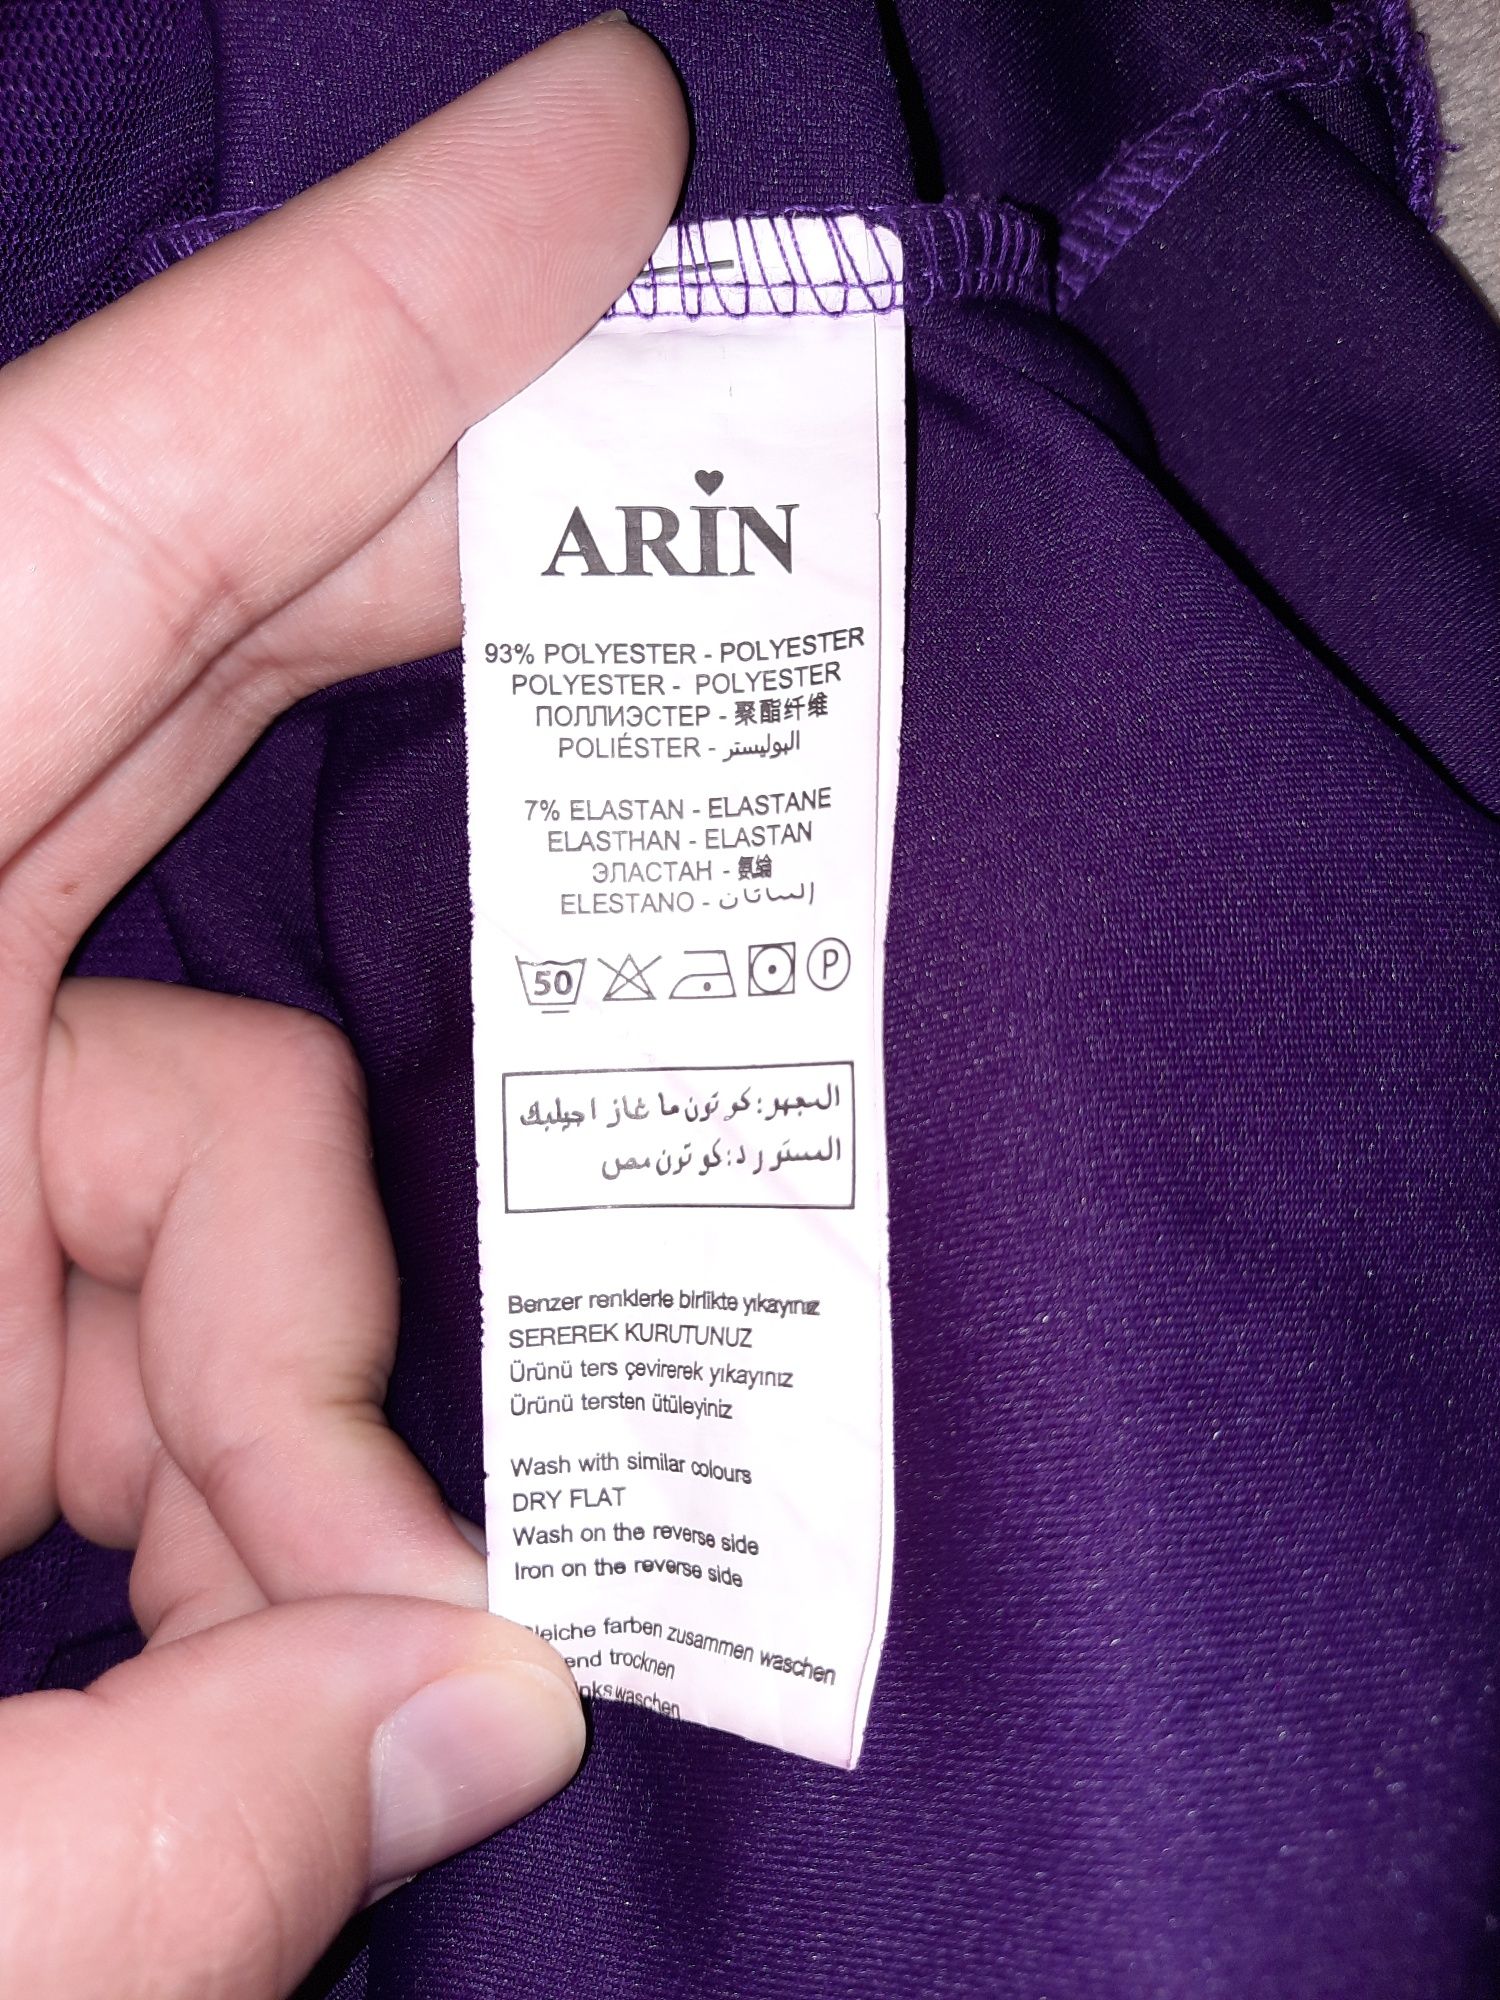 ARİN
93% POLYESTER - POLYESTER
POLYESTER - POLYESTER
ПОЛЛИЭСТЕР - 聚酯纤维
POLIÉSTER - البوليستر
7% ELASTAN - ELASTANE
ELASTHAN - ELASTAN
ЭЛАСТАН - 氨纶
ELESTANO -
50 P
Benzer renklerle birlikte yıkayınız
SEREREK KURUTUNUZ
Ürünü ters çevirerek yıkayınız
Ürünü tersten ütüleyiniz
Wash with similar colours
DRY FLAT
Wash on the reverse side
Iron on the reverse side
farben zusammen waschen
trocknen
waschen